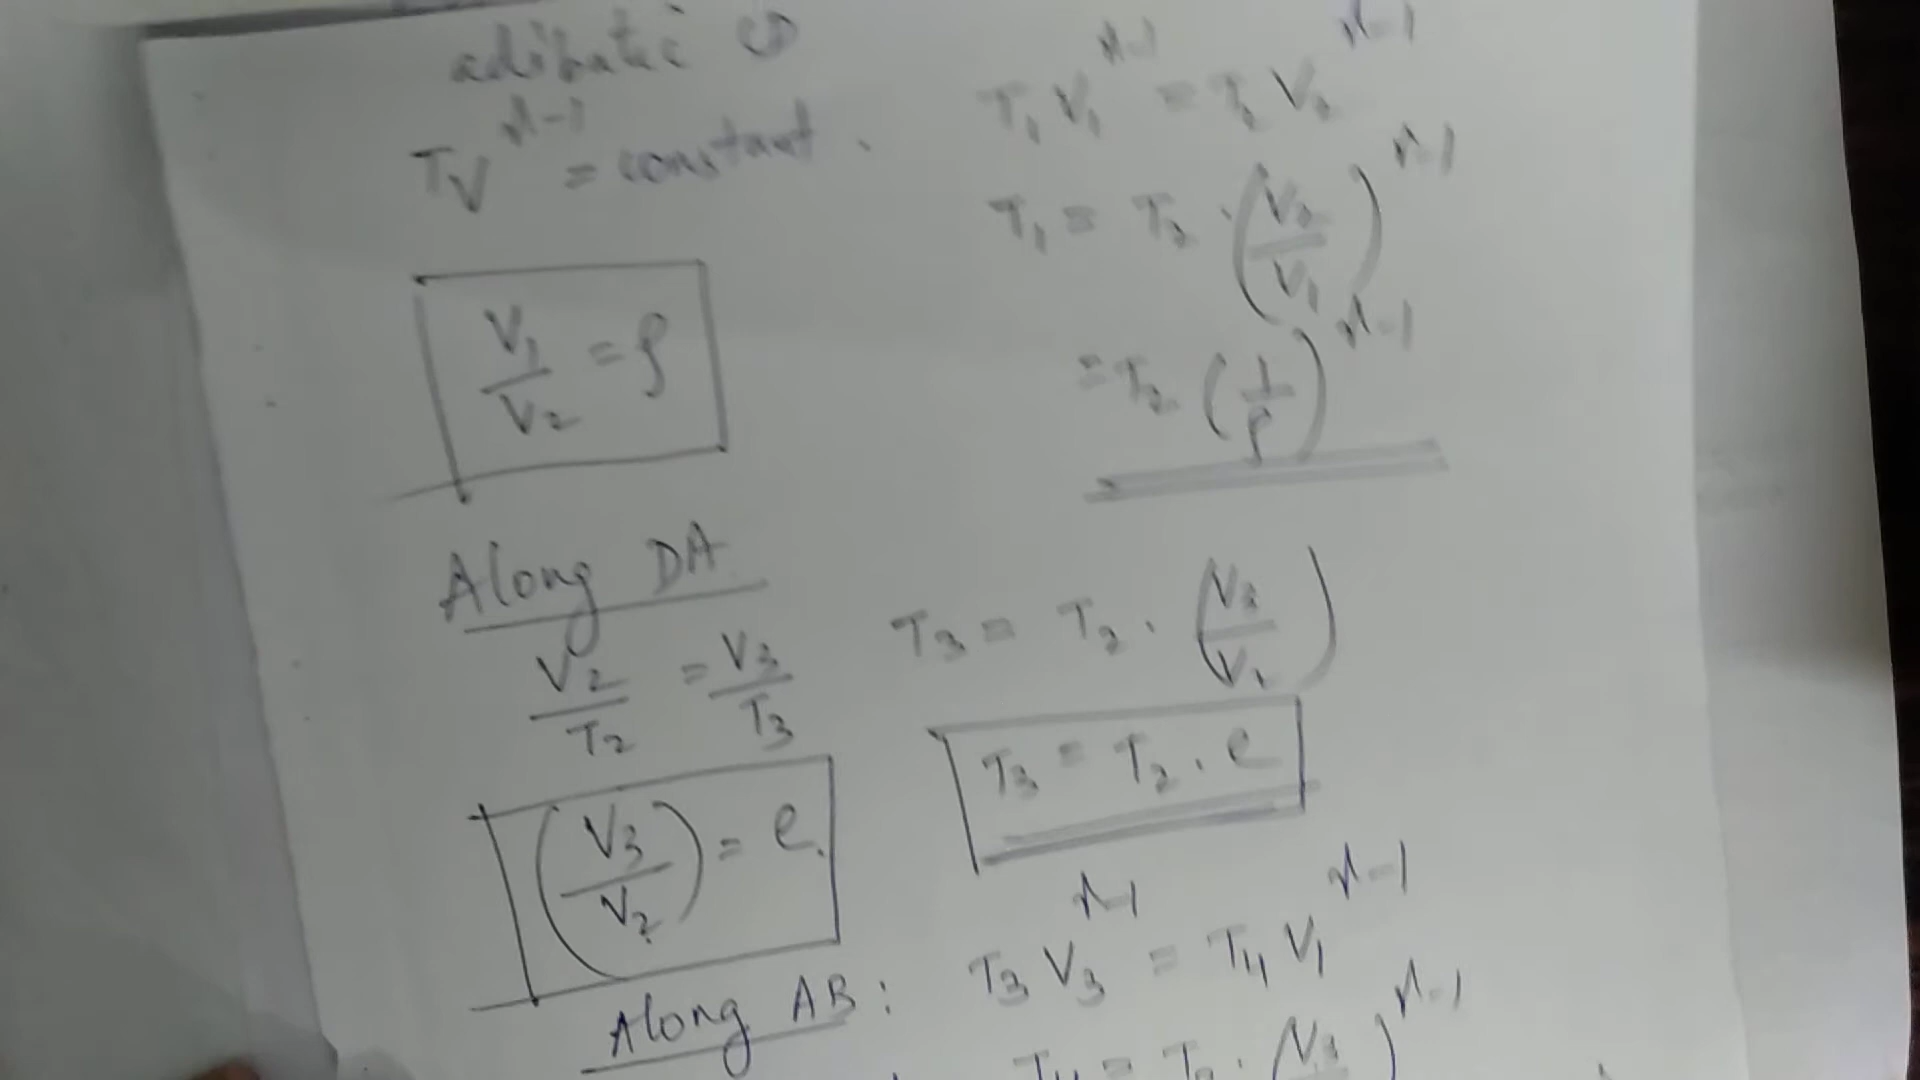 adibatic CD
TV^(γ-1) = constant.
T₁V₁^(γ-1) = T₂V₂^(γ-1)
T₁ = T₂ · (V₂/V₁)^(γ-1)
V₁/V₂ = ρ
= T₂ (1/ρ)^(γ-1)
Along DA
V₂/T₂ = V₃/T₃
T₃ = T₂ · (V₃/V₂)
T₃ = T₂ · e
(V₃/V₂) = e.
Along AB: T₃V₃^(γ-1) = T₄V₁^(γ-1)